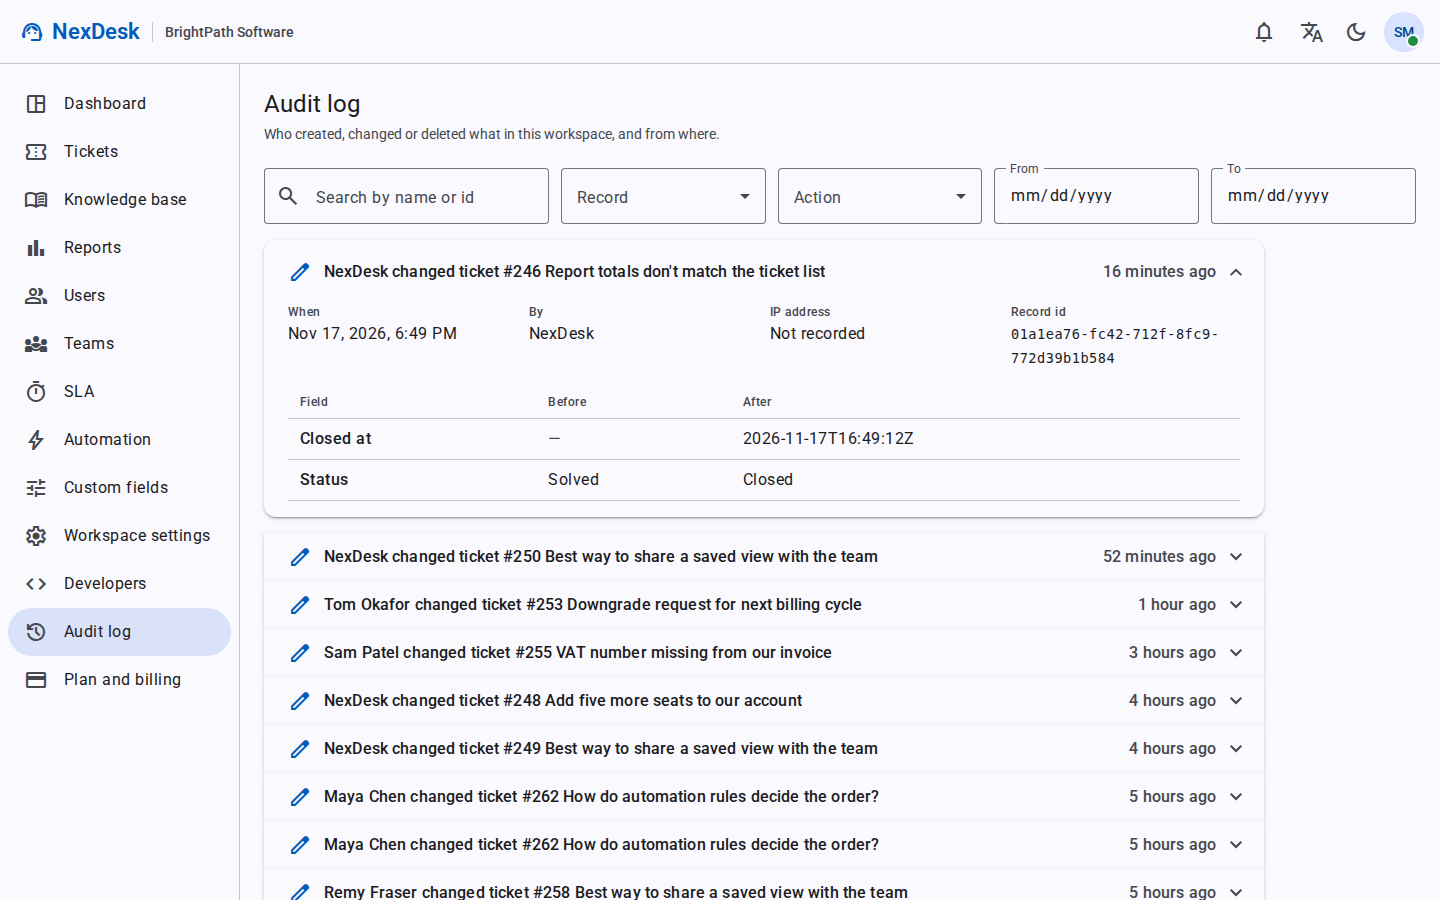 NexDesk
BrightPath Software
SM
Dashboard
Tickets
Knowledge base
Reports
Users
Teams
SLA
Automation
Custom fields
Workspace settings
Developers
Audit log
Plan and billing
Audit log
Who created, changed or deleted what in this workspace, and from where.
Search by name or id
Record
Action
From
mm/dd/yyyy
To
mm/dd/yyyy
NexDesk changed ticket #246 Report totals don't match the ticket list
16 minutes ago
When
Nov 17, 2026, 6:49 PM
By
NexDesk
IP address
Not recorded
Record id
01a1ea76-fc42-712f-8fc9-
772d39b1b584
Field Before After
Closed at — 2026-11-17T16:49:12Z
Status Solved Closed
NexDesk changed ticket #250 Best way to share a saved view with the team
52 minutes ago
Tom Okafor changed ticket #253 Downgrade request for next billing cycle
1 hour ago
Sam Patel changed ticket #255 VAT number missing from our invoice
3 hours ago
NexDesk changed ticket #248 Add five more seats to our account
4 hours ago
NexDesk changed ticket #249 Best way to share a saved view with the team
4 hours ago
Maya Chen changed ticket #262 How do automation rules decide the order?
5 hours ago
Maya Chen changed ticket #262 How do automation rules decide the order?
5 hours ago
Remy Fraser changed ticket #258 Best way to share a saved view with the team
5 hours ago